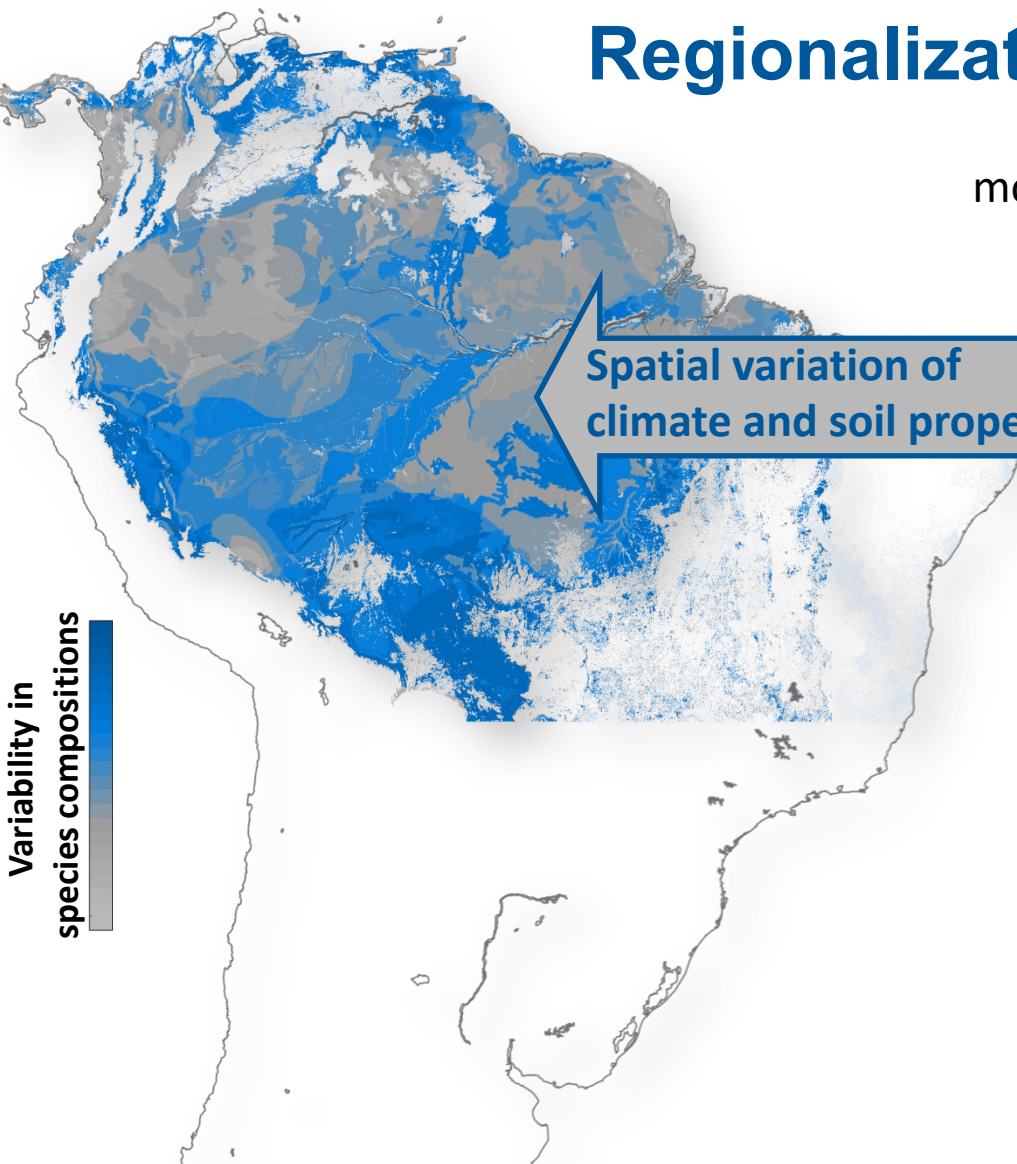 Regionalizat
me
Spatial variation of
climate and soil prope
Variability in
species compositions